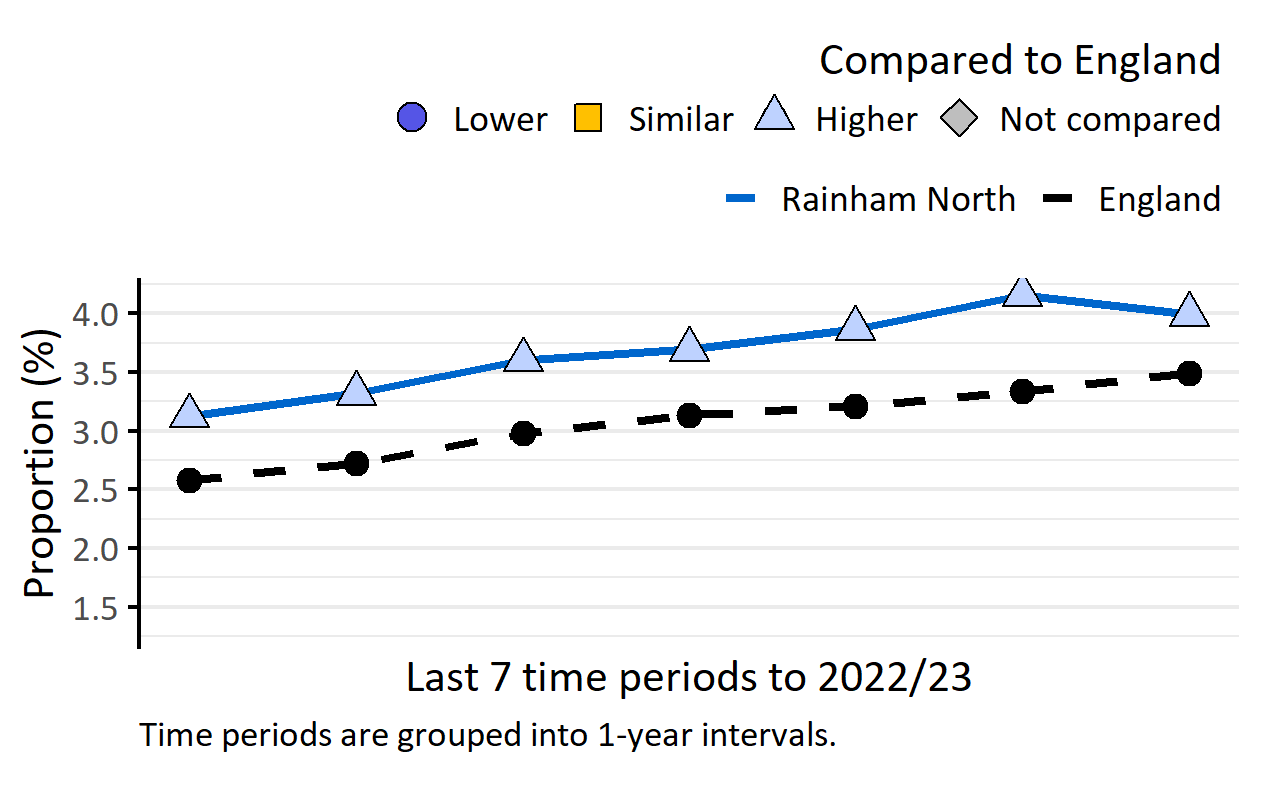 Compared to England
Lower Similar Higher Not compared
Rainham North England
Proportion (%)
4.0
3.5
3.0
2.5
2.0
1.5
Last 7 time periods to 2022/23
Time periods are grouped into 1-year intervals.